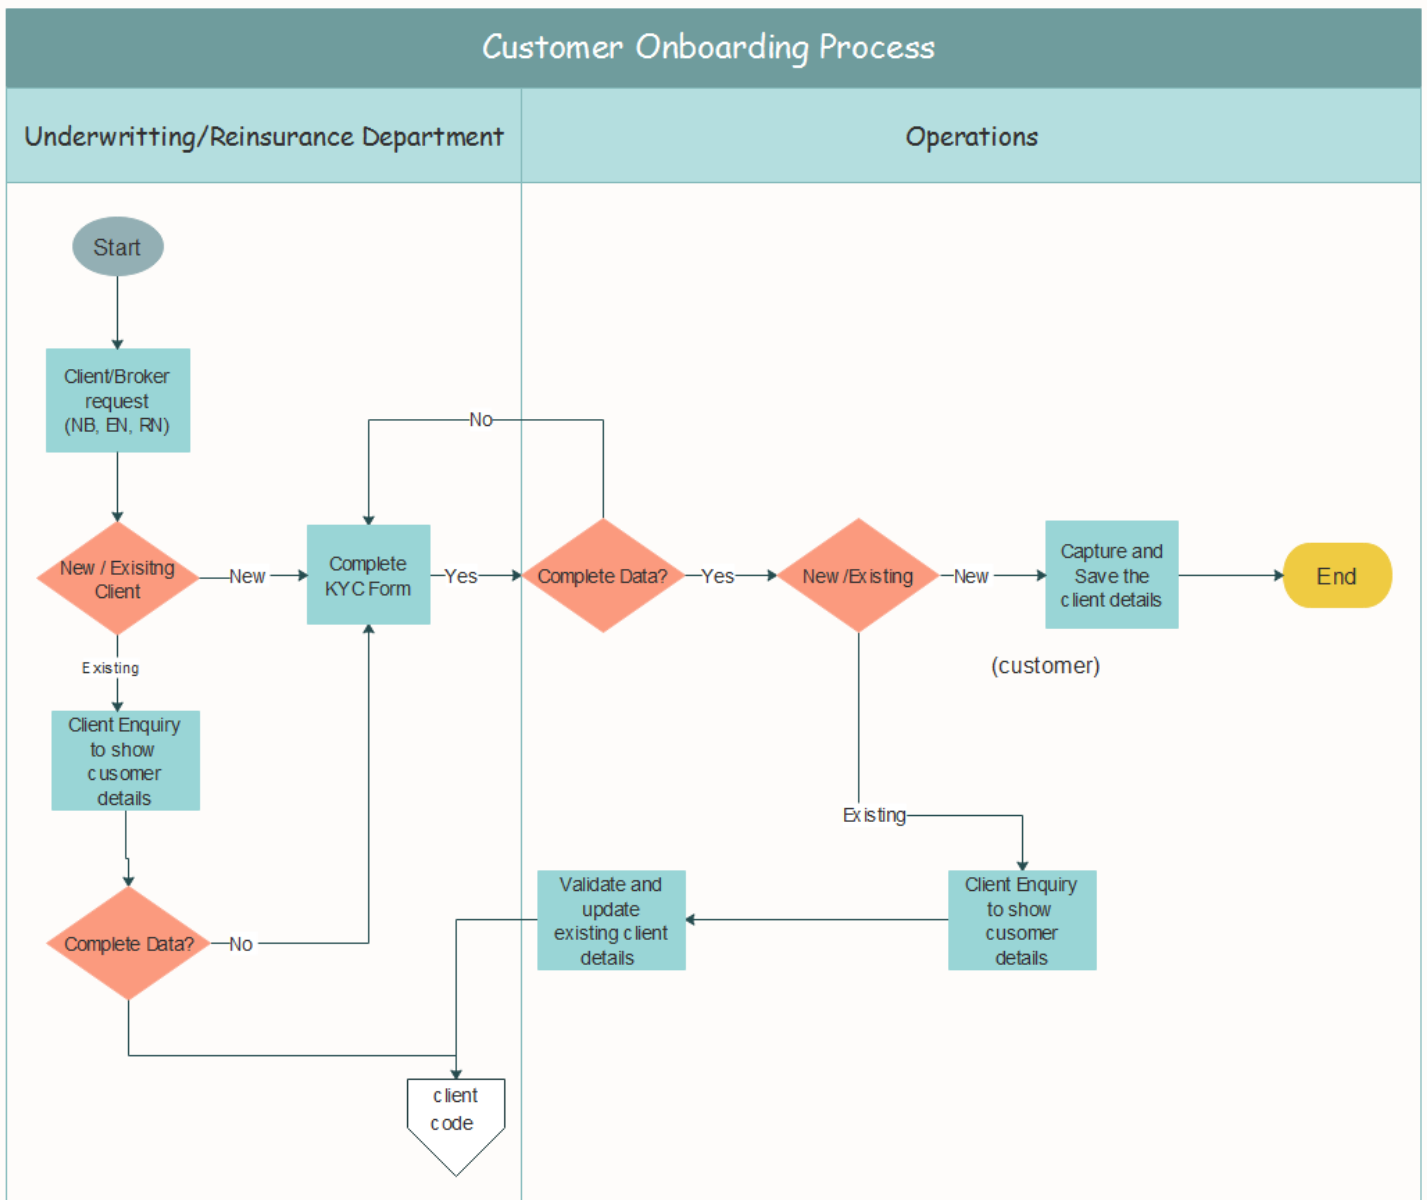 Customer Onboarding Process
Underwritting/Reinsurance Department
Operations
Start
Client/Broker
request
(NB, EN, RN)
No
New / Exisitng
Client
New
Complete
KYC Form
Yes
Complete Data?
Yes
New /Existing
New
Capture and
Save the
client details
End
(customer)
Existing
Client Enquiry
to show
cusomer
details
Existing
Complete Data?
No
Validate and
update
existing client
details
Client Enquiry
to show
cusomer
details
client
code